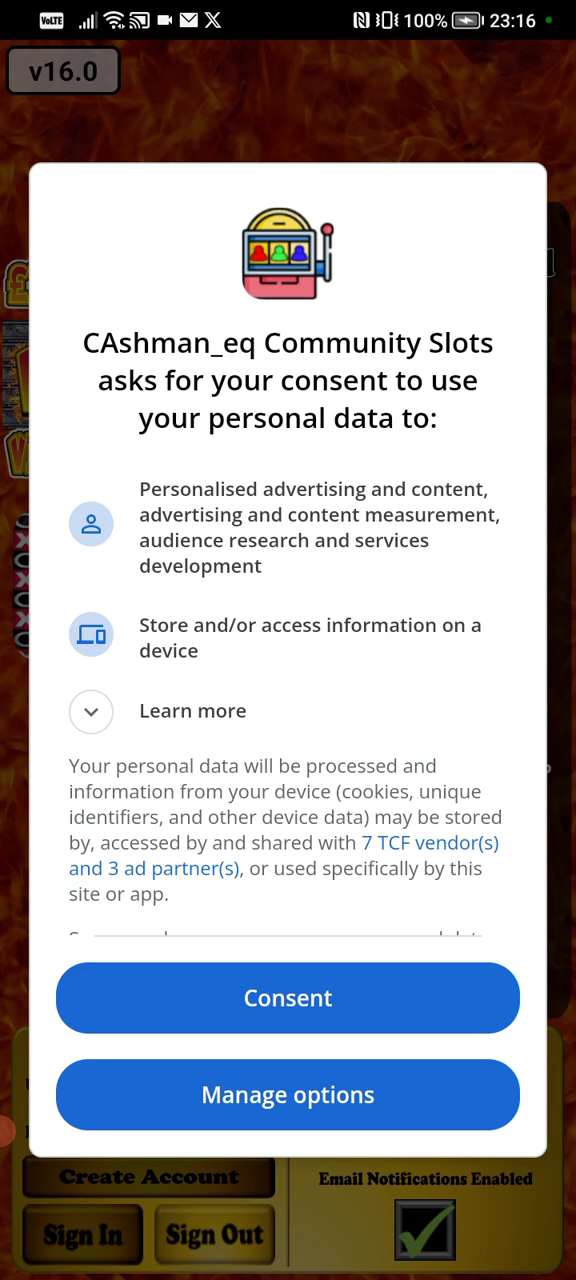 VoLTE 100% 23:16
v16.0
CAshman_eq Community Slots
asks for your consent to use
your personal data to:
Personalised advertising and content,
advertising and content measurement,
audience research and services
development
Store and/or access information on a
device
Learn more
Your personal data will be processed and
information from your device (cookies, unique
identifiers, and other device data) may be stored
by, accessed by and shared with 7 TCF vendor(s)
and 3 ad partner(s), or used specifically by this
site or app.
Consent
Manage options
Create Account
Email Notifications Enabled
Sign In
Sign Out